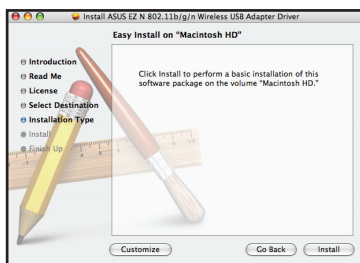 Install ASUS EZ N 802.11b/g/n Wireless USB Adapter Driver
Easy Install on “Macintosh HD”
Introduction
Read Me
License
Select Destination
Installation Type
Install
Finish Up
Click Install to perform a basic installation of this
software package on the volume “Macintosh HD.”
Customize
Go Back
Install